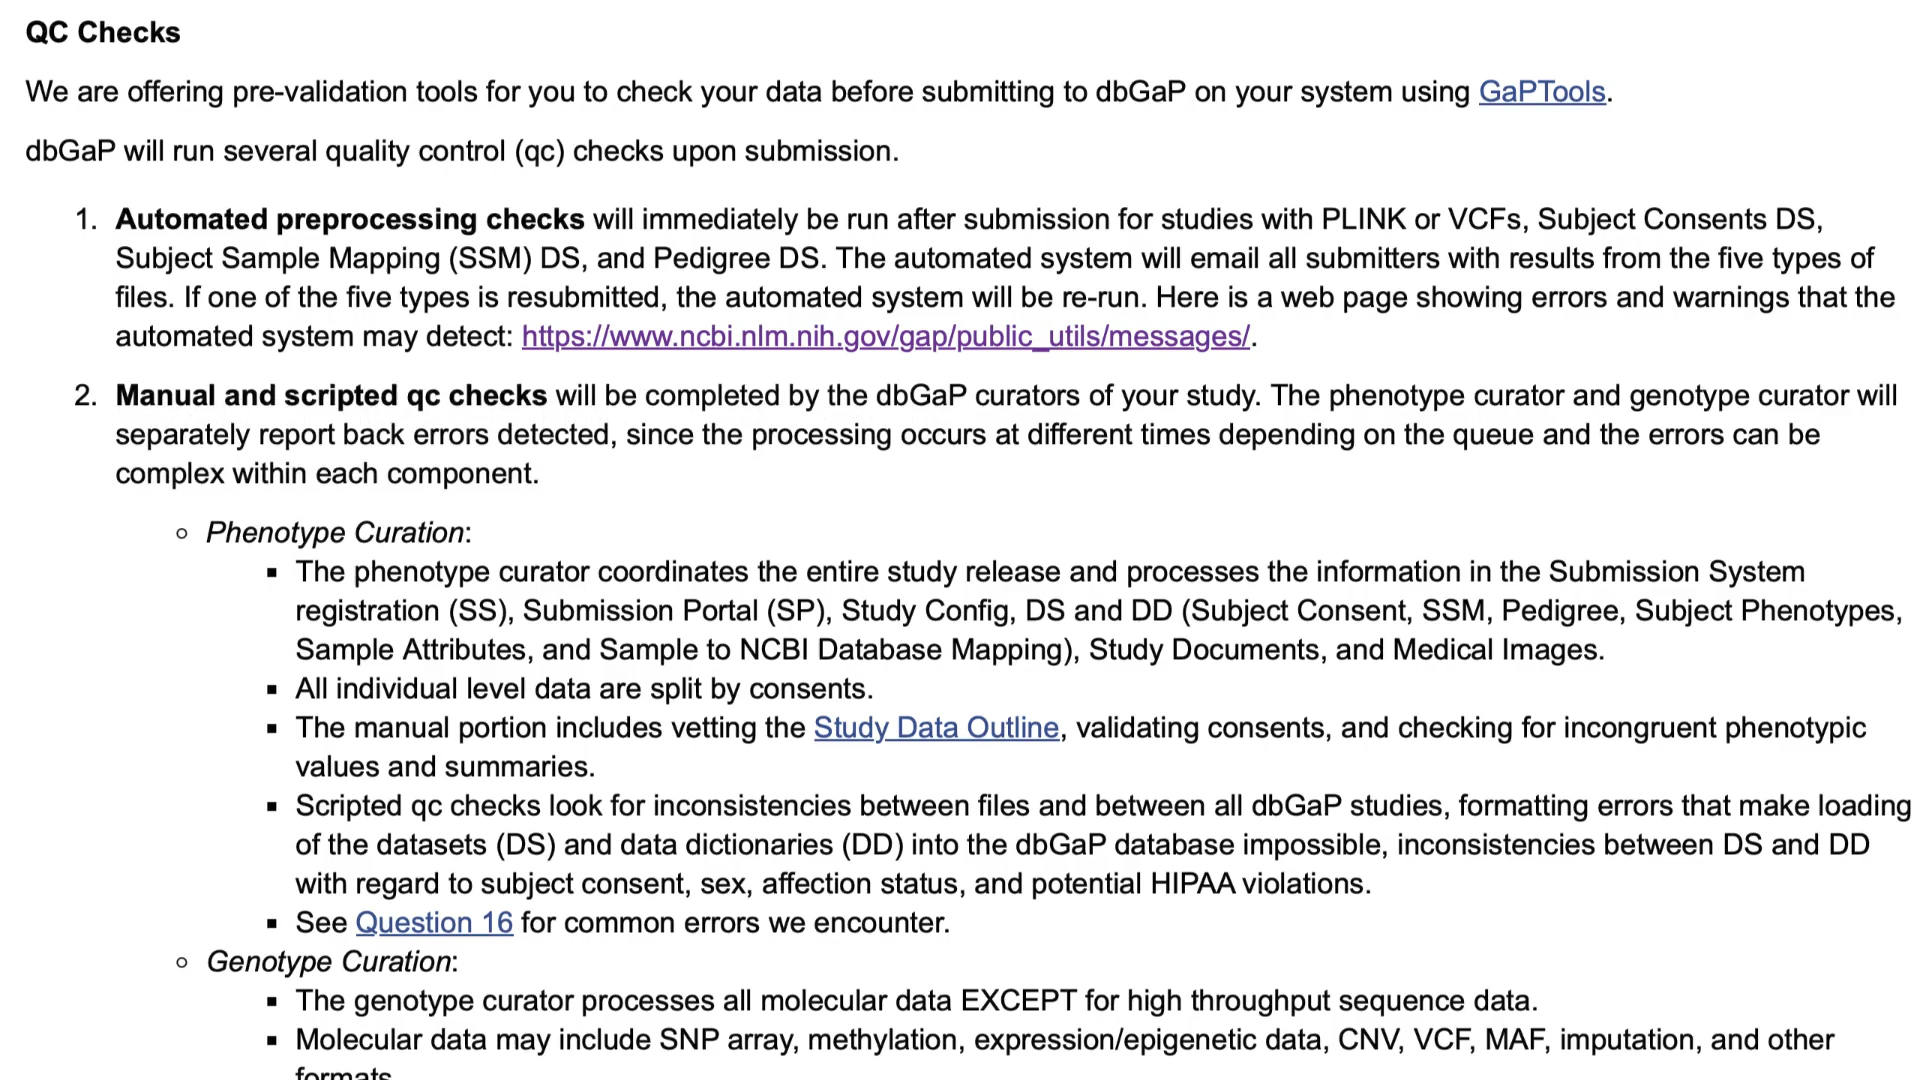 QC Checks
We are offering pre-validation tools for you to check your data before submitting to dbGaP on your system using GaPTools.
dbGaP will run several quality control (qc) checks upon submission.
1. Automated preprocessing checks will immediately be run after submission for studies with PLINK or VCFs, Subject Consents DS,
Subject Sample Mapping (SSM) DS, and Pedigree DS. The automated system will email all submitters with results from the five types of
files. If one of the five types is resubmitted, the automated system will be re-run. Here is a web page showing errors and warnings that the
automated system may detect: https://www.ncbi.nlm.nih.gov/gap/public_utils/messages/.
2. Manual and scripted qc checks will be completed by the dbGaP curators of your study. The phenotype curator and genotype curator will
separately report back errors detected, since the processing occurs at different times depending on the queue and the errors can be
complex within each component.
○ Phenotype Curation:
▪ The phenotype curator coordinates the entire study release and processes the information in the Submission System
registration (SS), Submission Portal (SP), Study Config, DS and DD (Subject Consent, SSM, Pedigree, Subject Phenotypes,
Sample Attributes, and Sample to NCBI Database Mapping), Study Documents, and Medical Images.
▪ All individual level data are split by consents.
▪ The manual portion includes vetting the Study Data Outline, validating consents, and checking for incongruent phenotypic
values and summaries.
▪ Scripted qc checks look for inconsistencies between files and between all dbGaP studies, formatting errors that make loading
of the datasets (DS) and data dictionaries (DD) into the dbGaP database impossible, inconsistencies between DS and DD
with regard to subject consent, sex, affection status, and potential HIPAA violations.
▪ See Question 16 for common errors we encounter.
○ Genotype Curation:
▪ The genotype curator processes all molecular data EXCEPT for high throughput sequence data.
▪ Molecular data may include SNP array, methylation, expression/epigenetic data, CNV, VCF, MAF, imputation, and other
formats